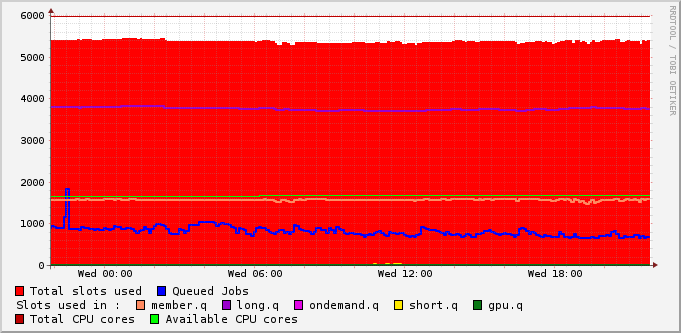 RRDTOOL / TOBI OETIKER
6000
5000
4000
3000
2000
1000
0
Wed 00:00 Wed 06:00 Wed 12:00 Wed 18:00
Total slots used Queued Jobs
Slots used in : member.q long.q ondemand.q short.q gpu.q
Total CPU cores Available CPU cores